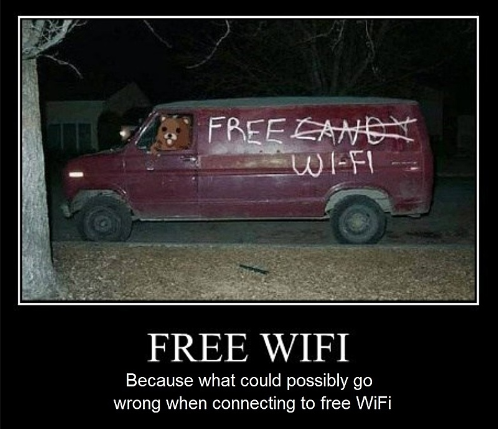 FREE CANDY
WI-FI
FREE WIFI
Because what could possibly go
wrong when connecting to free WiFi